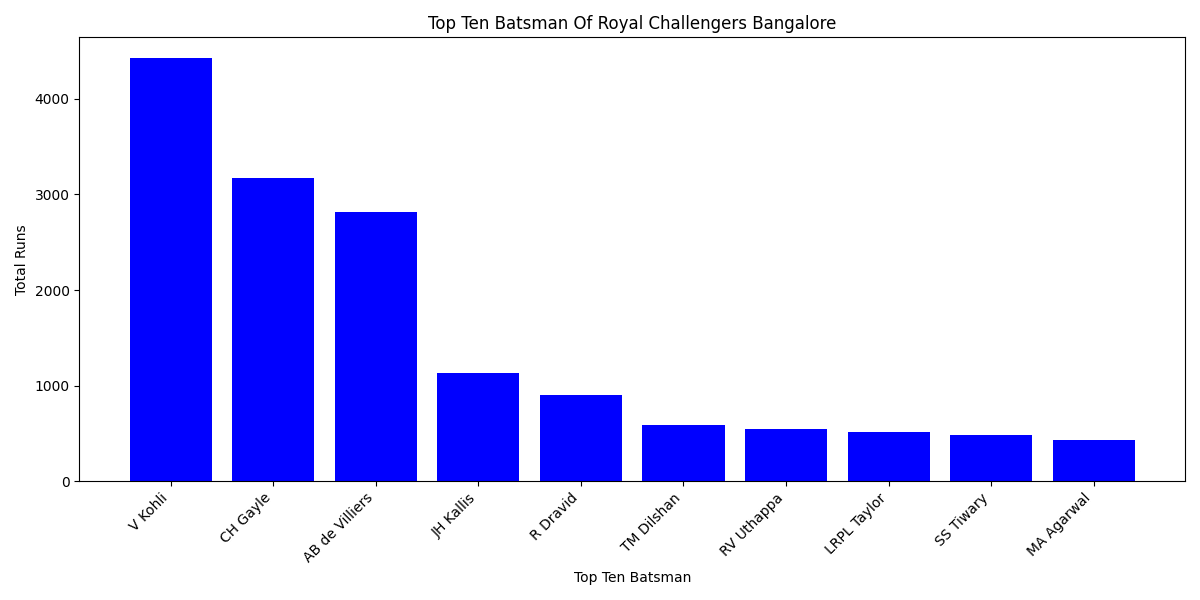 Top Ten Batsman Of Royal Challengers Bangalore
Total Runs
4000
3000
2000
1000
0
V Kohli
CH Gayle
AB de Villiers
JH Kallis
R Dravid
TM Dilshan
RV Uthappa
LRPL Taylor
SS Tiwary
MA Agarwal
Top Ten Batsman